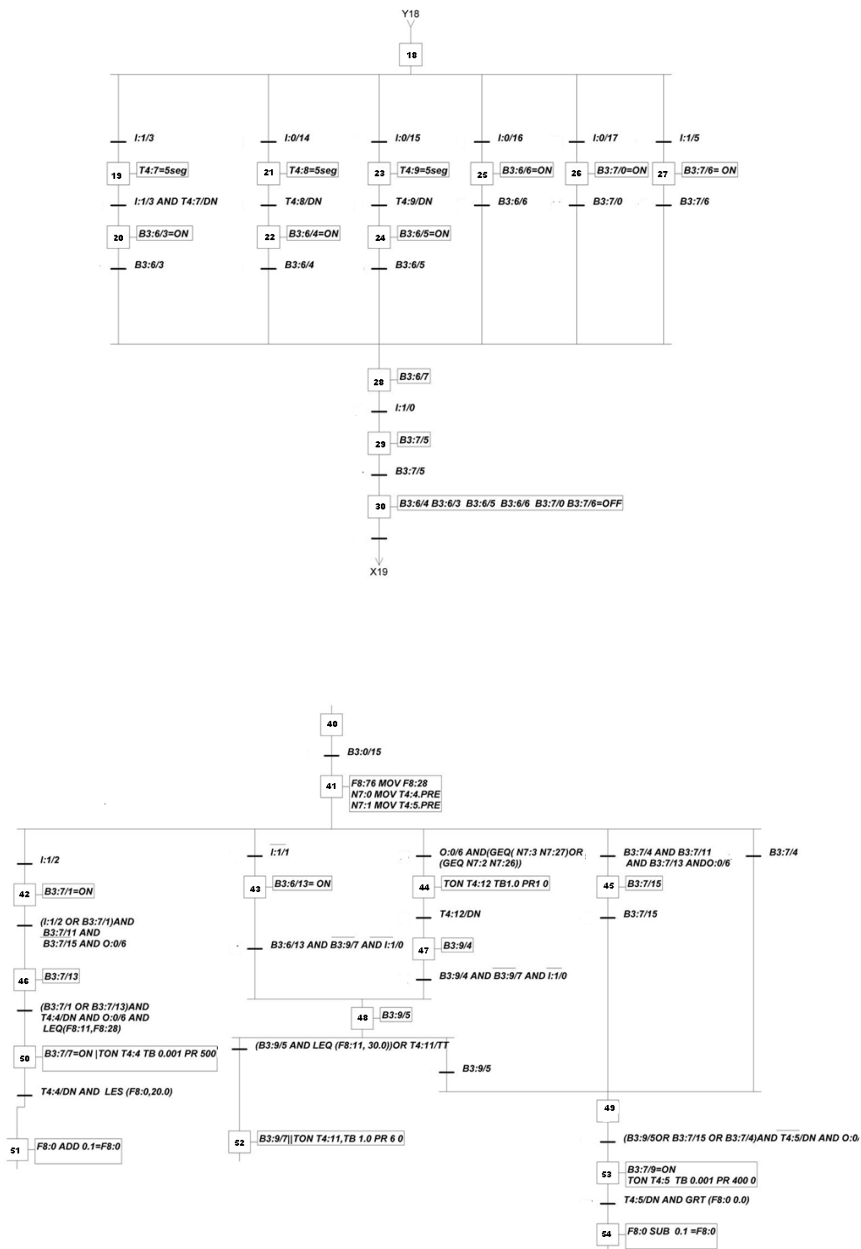 Y18
18
I:1/3 I:0/14 I:0/15 I:0/16 I:0/17 I:1/5
19 T4:7=5seg 21 T4:8=5seg 23 T4:9=5seg 25 B3:6/6=ON 26 B3:7/0=ON 27 B3:7/6= ON
I:1/3 AND T4:7/DN T4:8/DN T4:9/DN B3:6/6 B3:7/0 B3:7/6
20 B3:6/3=ON 22 B3:6/4=ON 24 B3:6/5=ON
B3:6/3 B3:6/4 B3:6/5
28 B3:6/7
I:1/0
29 B3:7/5
B3:7/5
30 B3:6/4 B3:6/3 B3:6/5 B3:6/6 B3:7/0 B3:7/6=OFF
X19
40
B3:0/15
41 F8:76 MOV F8:28
N7:0 MOV T4:4.PRE
N7:1 MOV T4:5.PRE
I:1/2
42 B3:7/1=ON
(I:1/2 OR B3:7/1)AND
B3:7/11 AND
B3:7/15 AND O:0/6
46 B3:7/13
(B3:7/1 OR B3:7/13)AND
T4:4/DN AND O:0/6 AND
LEQ(F8:11,F8:28)
50 B3:7/7=ON |TON T4:4 TB 0.001 PR 500
T4:4/DN AND LES (F8:0,20.0)
51 F8:0 ADD 0.1=F8:0
I:1/1
43 B3:6/13= ON
B3:6/13 AND B3:9/7 AND I:1/0
O:0/6 AND(GEQ( N7:3 N7:27)OR
(GEQ N7:2 N7:26))
44 TON T4:12 TB1.0 PR1 0
T4:12/DN
47 B3:9/4
B3:9/4 AND B3:9/7 AND I:1/0
48 B3:9/5
(B3:9/5 AND LEQ (F8:11, 30.0))OR T4:11/TT
52 B3:9/7||TON T4:11,TB 1.0 PR 6 0
B3:9/5
B3:7/4 AND B3:7/11
AND B3:7/13 ANDO:0/6
45 B3:7/15
B3:7/15
B3:7/4
49
(B3:9/5OR B3:7/15 OR B3:7/4)AND T4:5/DN AND O:0/
53 B3:7/9=ON
TON T4:5 TB 0.001 PR 400 0
T4:5/DN AND GRT (F8:0 0.0)
54 F8:0 SUB 0.1 =F8:0